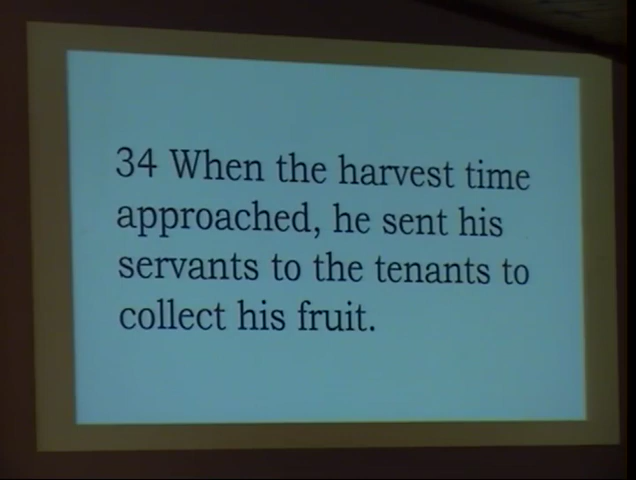 34 When the harvest time
approached, he sent his
servants to the tenants to
collect his fruit.